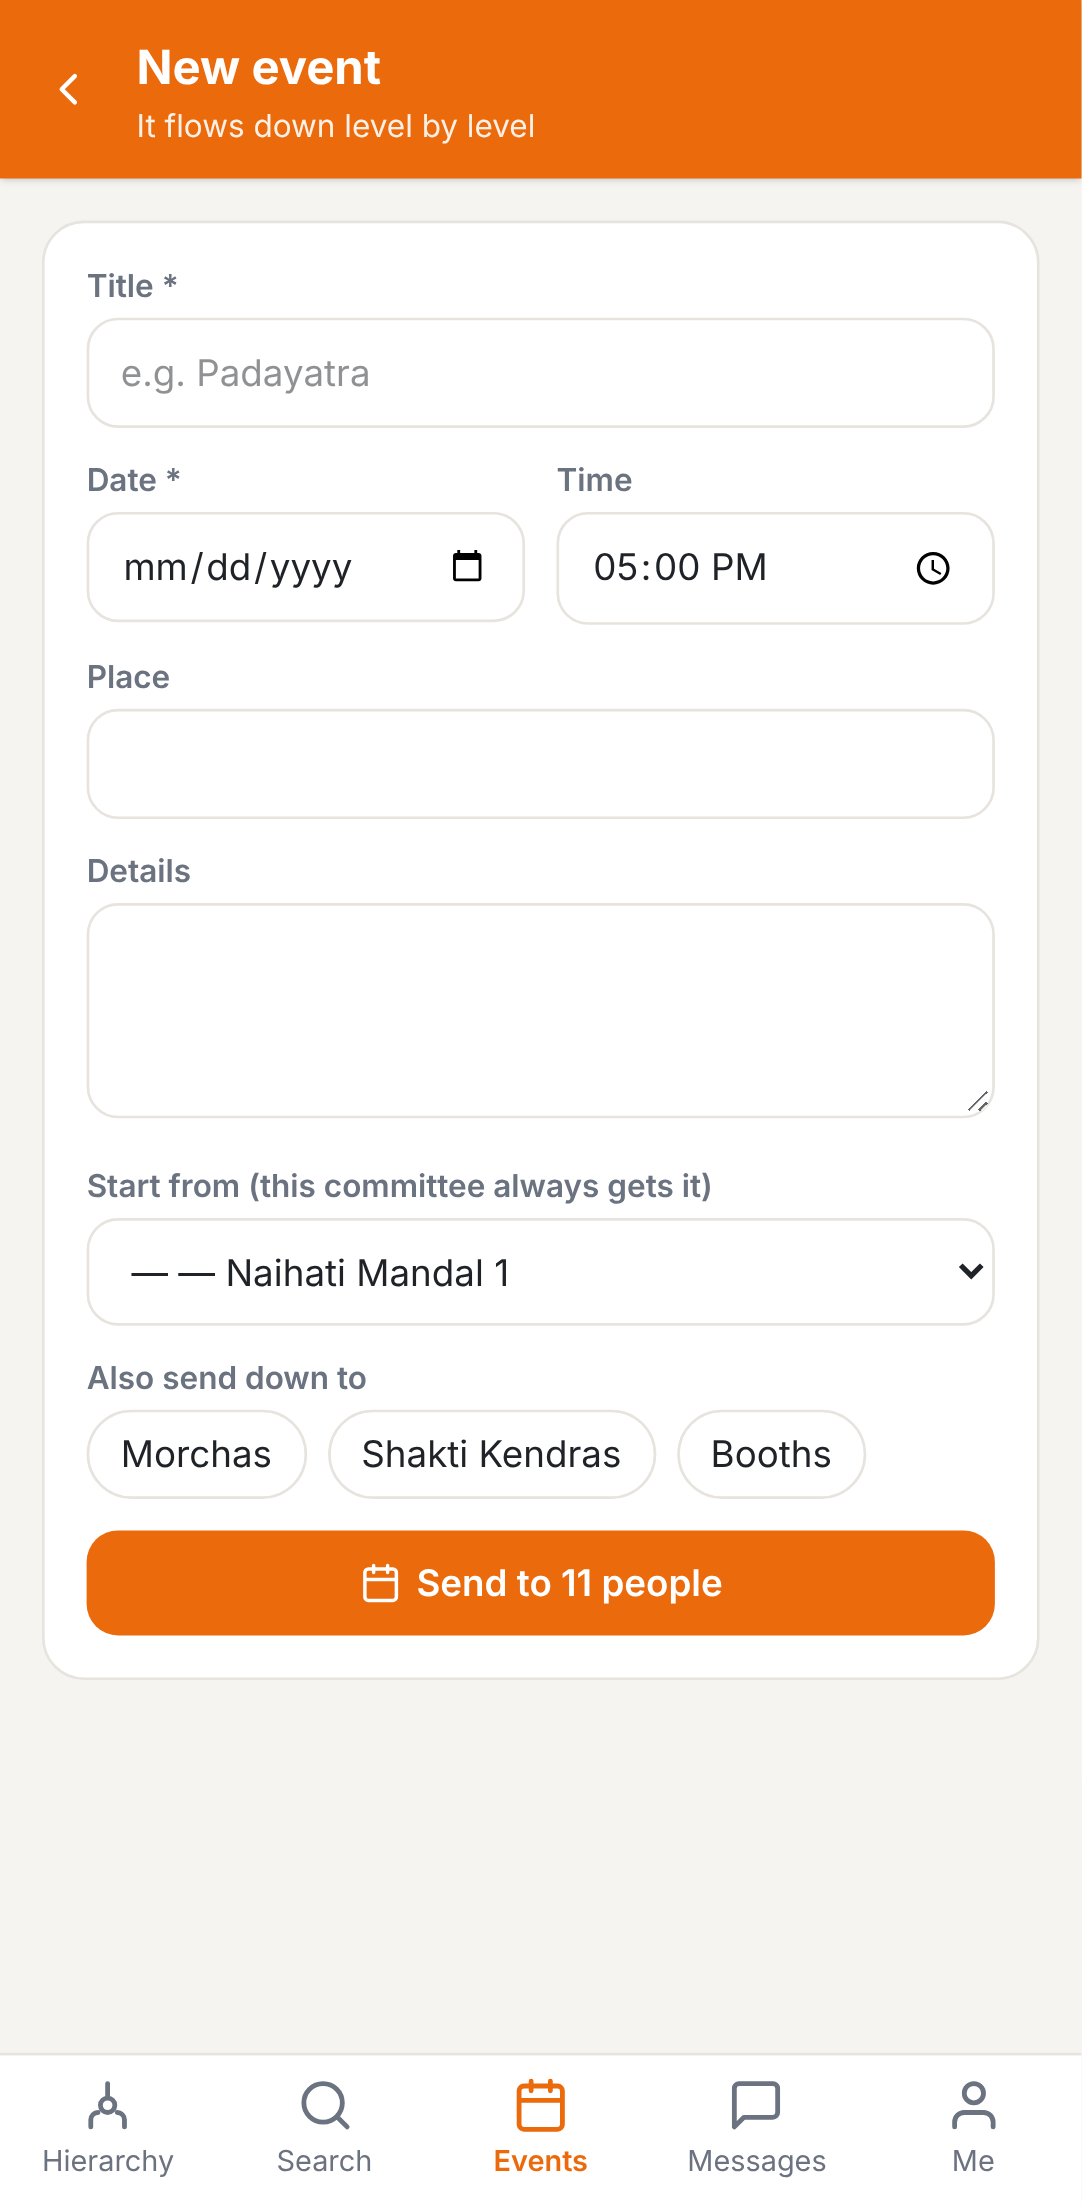 New event
It flows down level by level
Title *
e.g. Padayatra
Date *
Time
mm/dd/yyyy
05:00 PM
Place
Details
Start from (this committee always gets it)
— — Naihati Mandal 1
Also send down to
Morchas
Shakti Kendras
Booths
Send to 11 people
Hierarchy
Search
Events
Messages
Me